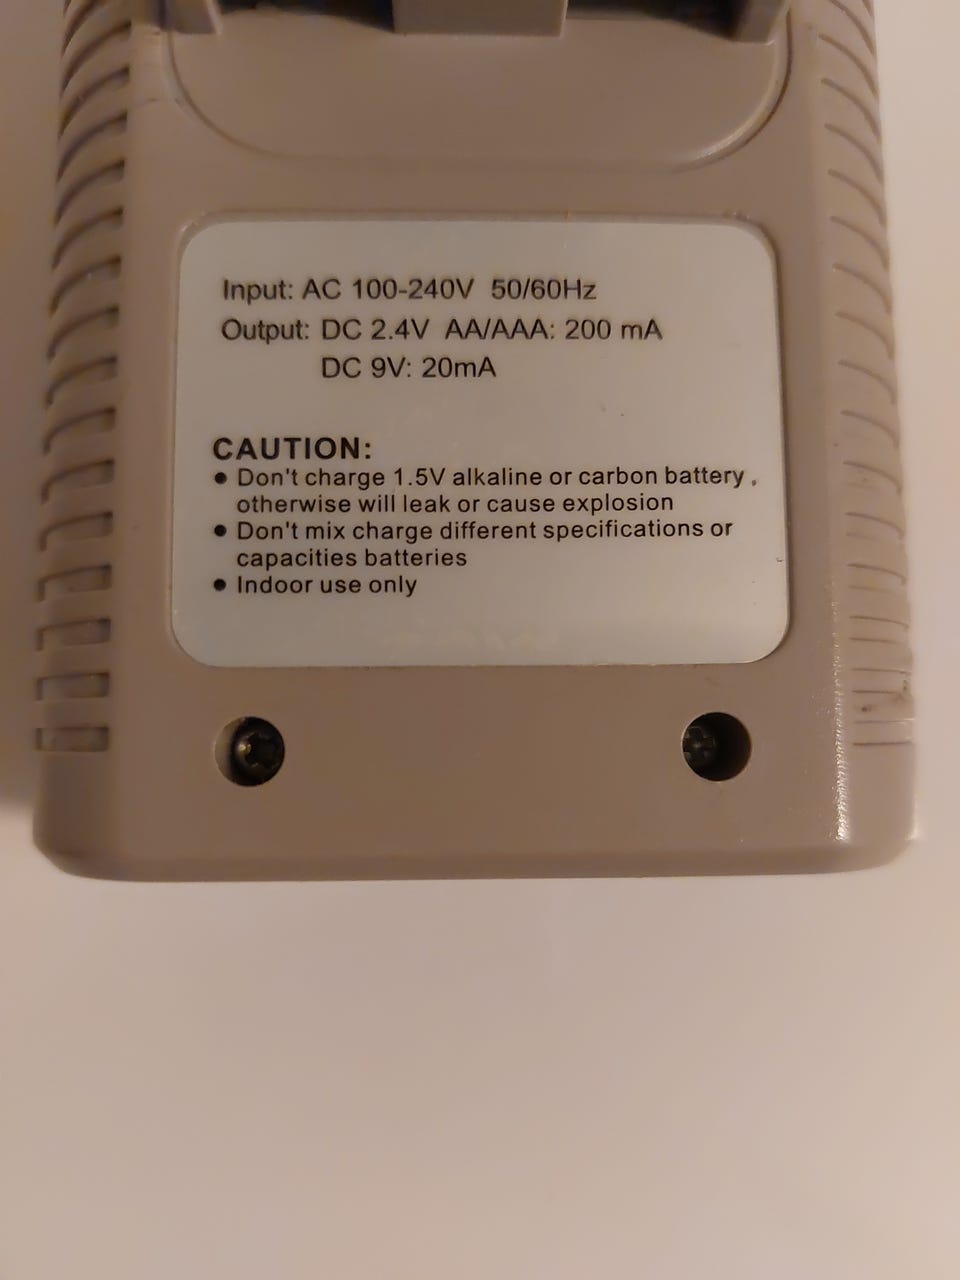 Input: AC 100-240V 50/60Hz
Output: DC 2.4V AA/AAA: 200 mA
DC 9V: 20mA
CAUTION:
● Don't charge 1.5V alkaline or carbon battery ,
otherwise will leak or cause explosion
● Don't mix charge different specifications or
capacities batteries
● Indoor use only